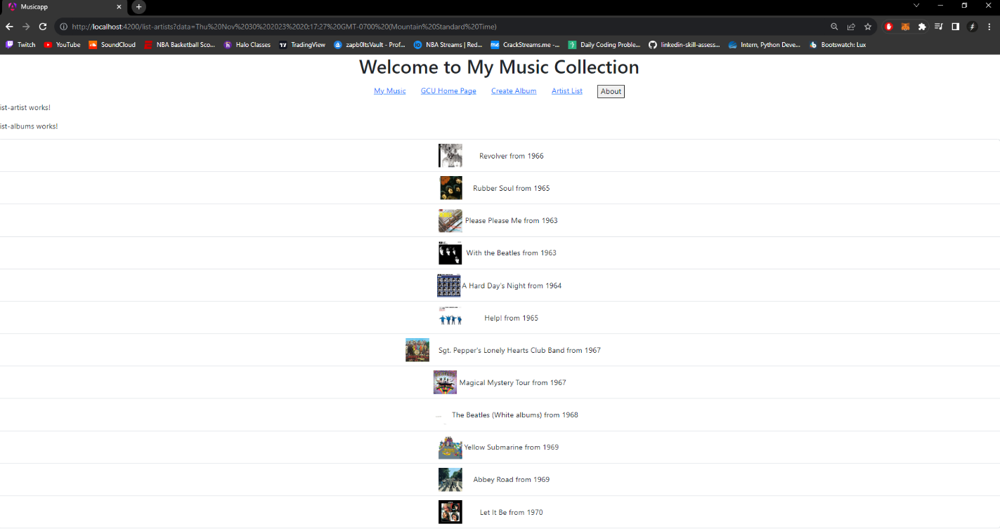 Musicapp
http://localhost:4200/list-artists?data=Thu%20Nov%2030%202023%2020:17:27%20GMT-0700%20(Mountain%20Standard%20Time)
Twitch YouTube SoundCloud NBA Basketball Sco... Halo Classes TradingView zapb0ltsVault - Prof... NBA Streams | Red... CrackStreams.me -... Daily Coding Proble... linkedin-skill-assess... Intern, Python Deve... Bootswatch: Lux
Welcome to My Music Collection
My Music GCU Home Page Create Album Artist List About
ist-artist works!
ist-albums works!
Revolver from 1966
Rubber Soul from 1965
Please Please Me from 1963
With the Beatles from 1963
A Hard Day's Night from 1964
Help! from 1965
Sgt. Pepper's Lonely Hearts Club Band from 1967
Magical Mystery Tour from 1967
The Beatles (White albums) from 1968
Yellow Submarine from 1969
Abbey Road from 1969
Let It Be from 1970